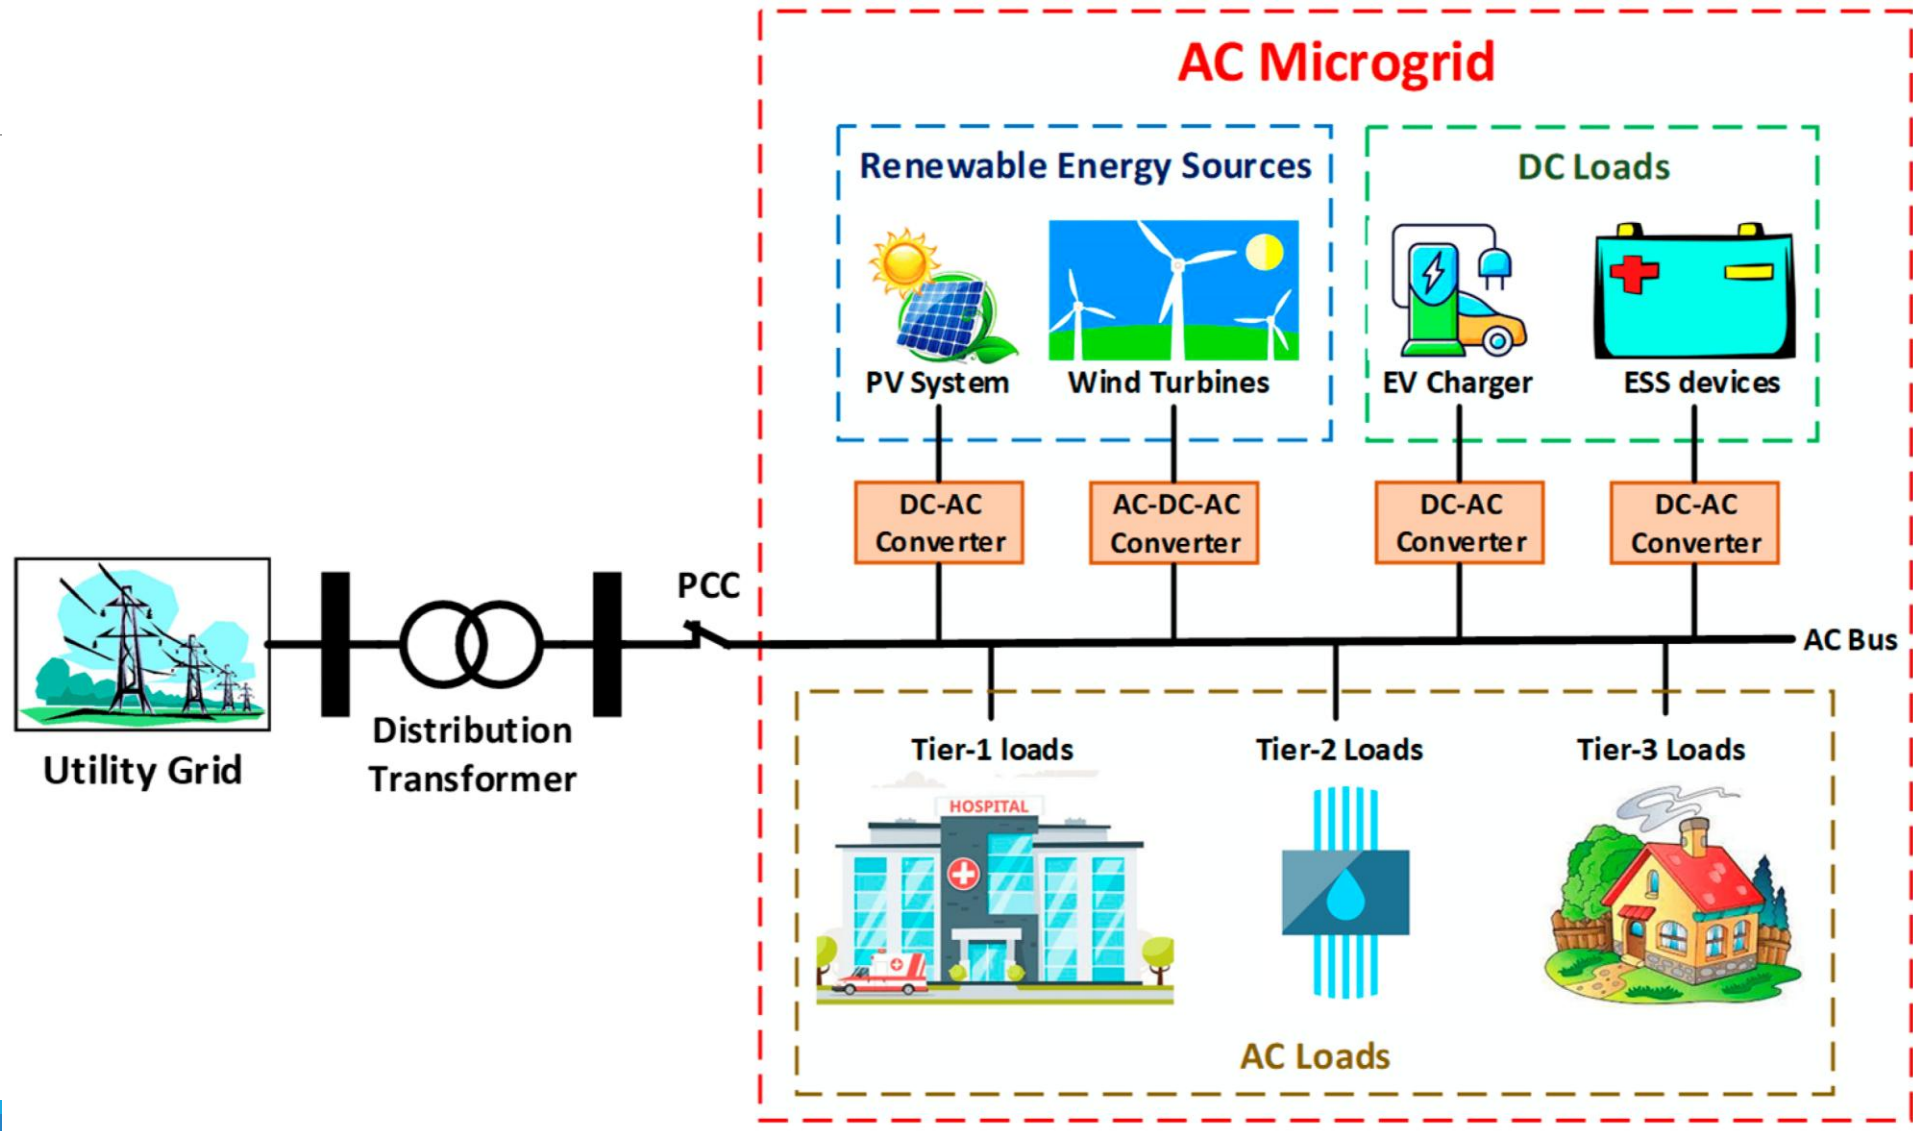 AC Microgrid
Renewable Energy Sources
DC Loads
PV System
Wind Turbines
EV Charger
ESS devices
DC-AC
Converter
AC-DC-AC
Converter
DC-AC
Converter
DC-AC
Converter
PCC
AC Bus
Utility Grid
Distribution
Transformer
Tier-1 loads
Tier-2 Loads
Tier-3 Loads
HOSPITAL
AC Loads